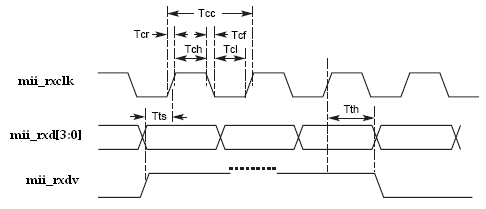 Tcc
Tcr
Tcf
Tch
Tcl
mii_rxclk
Tts
Tth
mii_rxd[3:0]
mii_rxdv